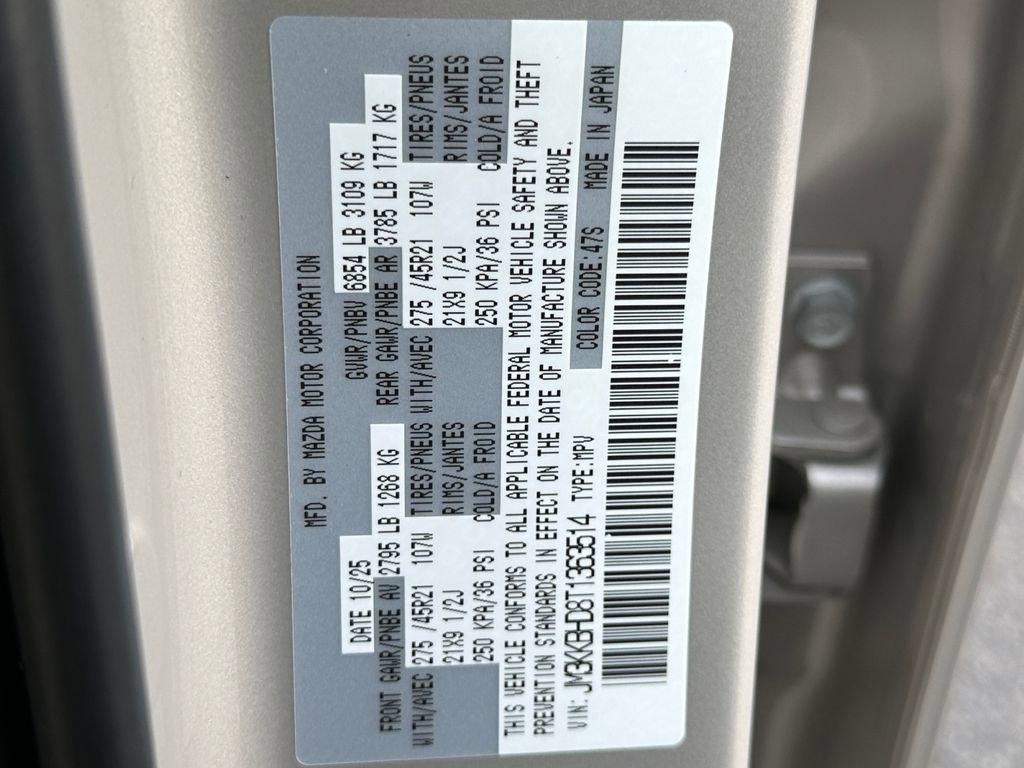 MFD. BY MAZDA MOTOR CORPORATION
DATE 10/25 GVWR/PNBV 6854 LB 3109 KG
FRONT GAWR/PNBE AV 2795 LB 1268 KG REAR GAWR/PNBE AR 3785 LB 1717 KG
WITH/AVEC 275 /45R21 107W TIRES/PNEUS WITH/AVEC 275 /45R21 107W TIRES/PNEUS
21X9 1/2J RIMS/JANTES 21X9 1/2J RIMS/JANTES
250 KPA/36 PSI COLD/A FROID 250 KPA/36 PSI COLD/A FROID
THIS VEHICLE CONFORMS TO ALL APPLICABLE FEDERAL MOTOR VEHICLE SAFETY AND THEFT
PREVENTION STANDARDS IN EFFECT ON THE DATE OF MANUFACTURE SHOWN ABOVE.
VIN: JM3KKBHD8T1363514 TYPE:MPV COLOR CODE:47S MADE IN JAPAN